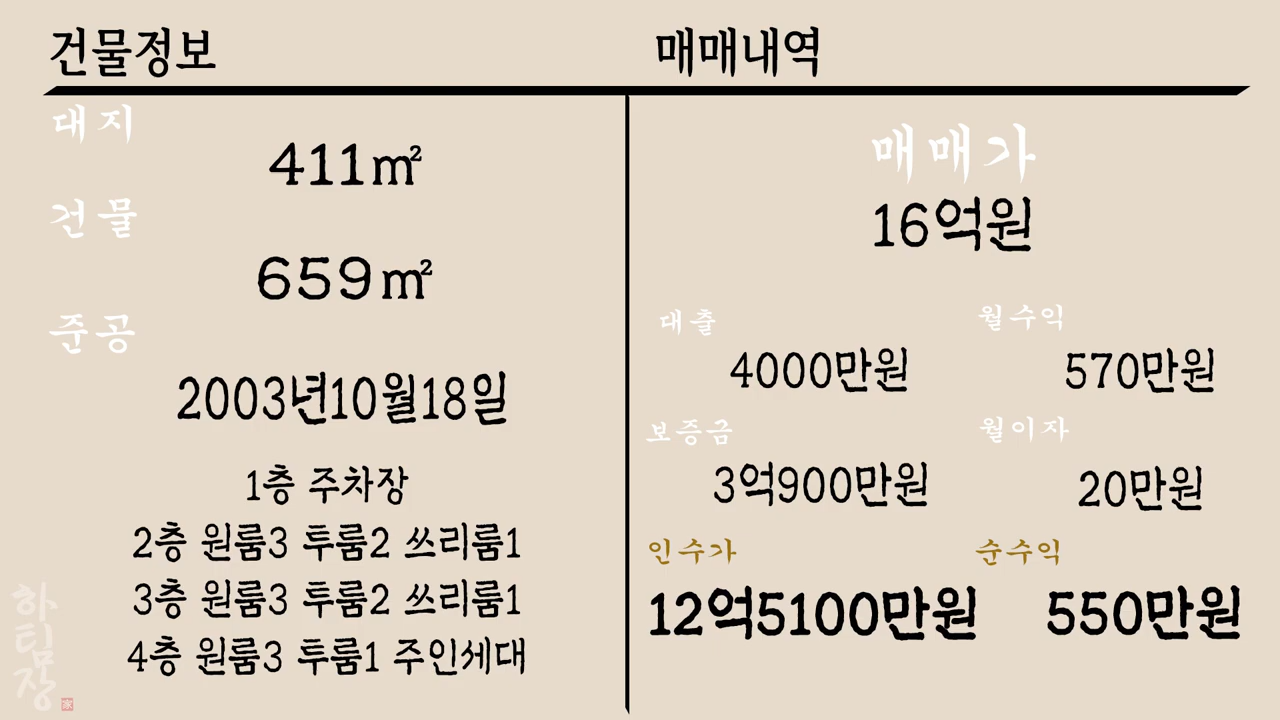 건물정보
대지
411㎡
건물
659㎡
준공
2003년10월18일
1층 주차장
2층 원룸3 투룸2 쓰리룸1
3층 원룸3 투룸2 쓰리룸1
4층 원룸3 투룸1 주인세대
매매내역
매매가
16억원
대출
4000만원
월수익
570만원
보증금
3억900만원
월이자
20만원
인수가
12억5100만원
순수익
550만원
하팀장